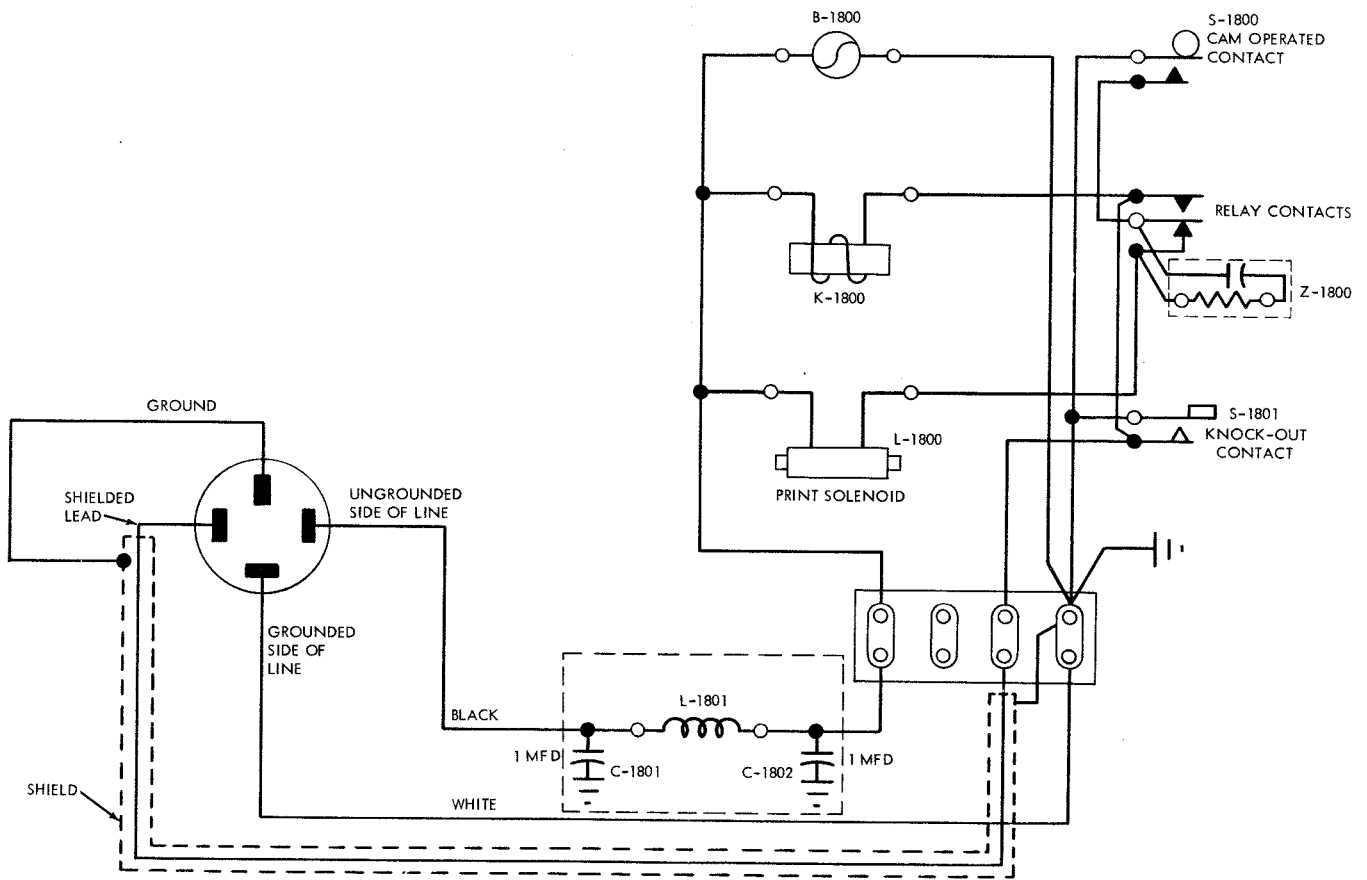 B-1800
S-1800
CAM OPERATED
CONTACT
RELAY CONTACTS
K-1800
Z-1800
GROUND
SHIELDED
LEAD
UNGROUNDED
SIDE OF LINE
L-1800
PRINT SOLENOID
S-1801
KNOCK-OUT
CONTACT
GROUNDED
SIDE OF
LINE
BLACK
L-1801
1 MFD
C-1801
C-1802
1 MFD
SHIELD
WHITE